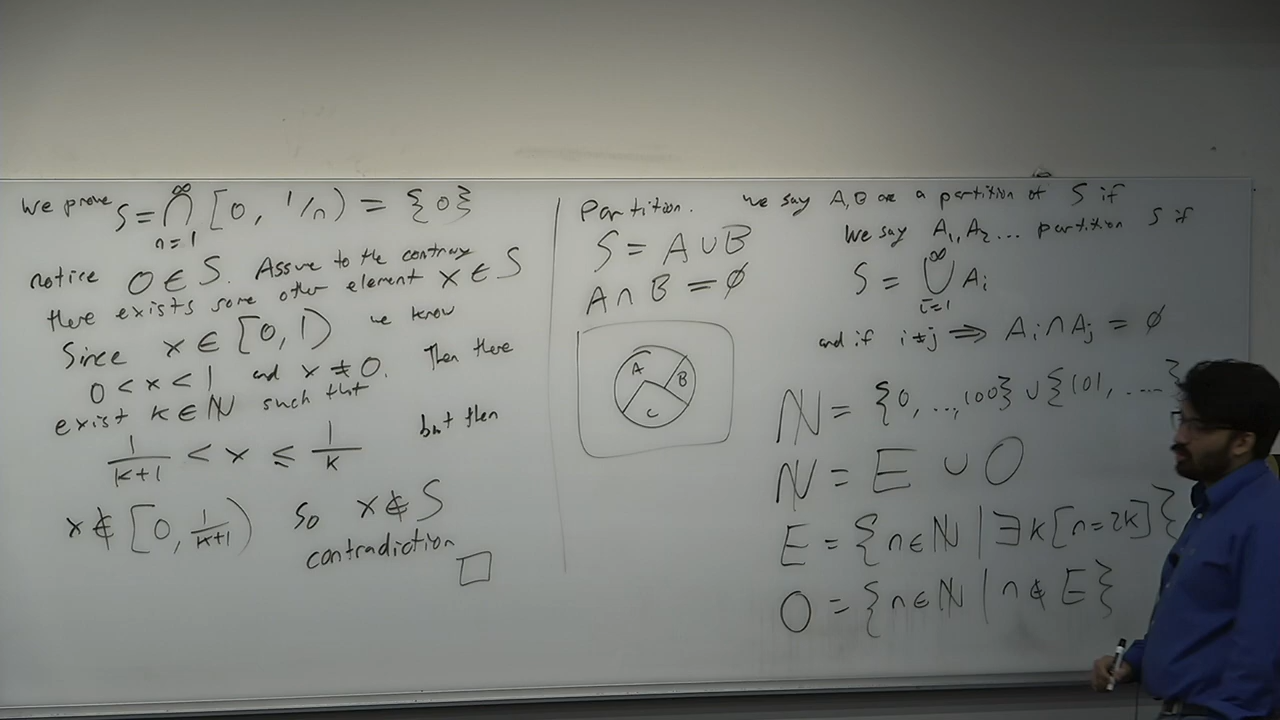 We prove S = ⋂_{n=1}^{∞} [0, 1/n) = {0}
notice 0 ∈ S. Assume to the contrary
there exists some other element x ∈ S
Since x ∈ [0, 1) we know
0 < x < 1 and x ≠ 0. Then there
exist k ∈ ℕ such that
1/(k+1) < x ≤ 1/k but then
x ∉ [0, 1/(k+1)) So x ∉ S
contradiction □
Partition. we say A, B are a partition of S if
S = A ∪ B
A ∩ B = ∅
A
B
C
We say A₁, A₂ ... partition S if
S = ⋃_{i=1}^{∞} A_i
and if i ≠ j ⟹ A_i ∩ A_j = ∅
ℕ = {0, ..., 100} ∪ {101, ....
ℕ = E ∪ O
E = {n ∈ ℕ | ∃k[n = 2k]}
O = {n ∈ ℕ | n ∉ E}